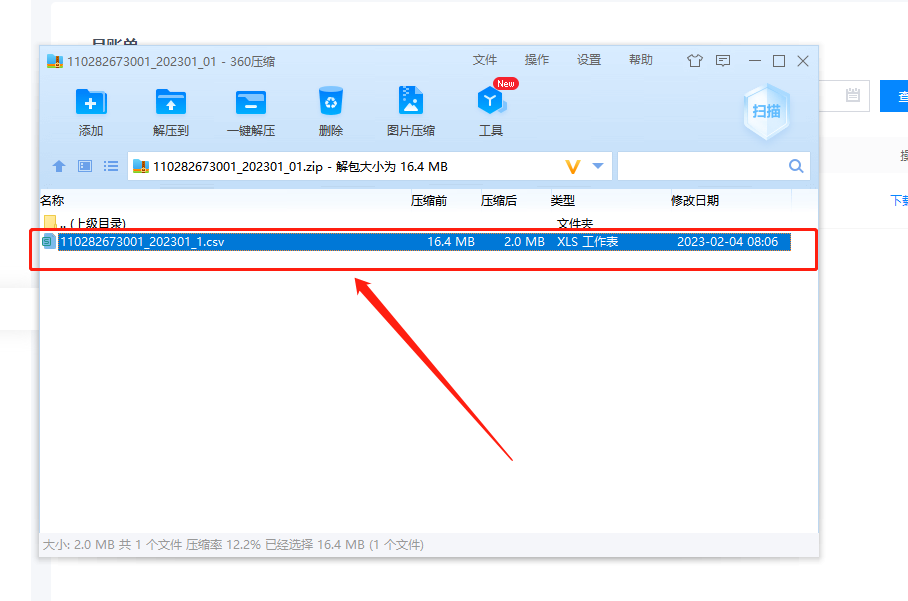 月账单
110282673001_202301_01 - 360压缩 文件 操作 设置 帮助
New
添加 解压到 一键解压 删除 图片压缩 工具 扫描
110282673001_202301_01.zip - 解包大小为 16.4 MB
名称 压缩前 压缩后 类型 修改日期
.. (上级目录) 文件夹
110282673001_202301_1.csv 16.4 MB 2.0 MB XLS 工作表 2023-02-04 08:06
大小: 2.0 MB 共 1 个文件 压缩率 12.2% 已经选择 16.4 MB (1 个文件)
下载